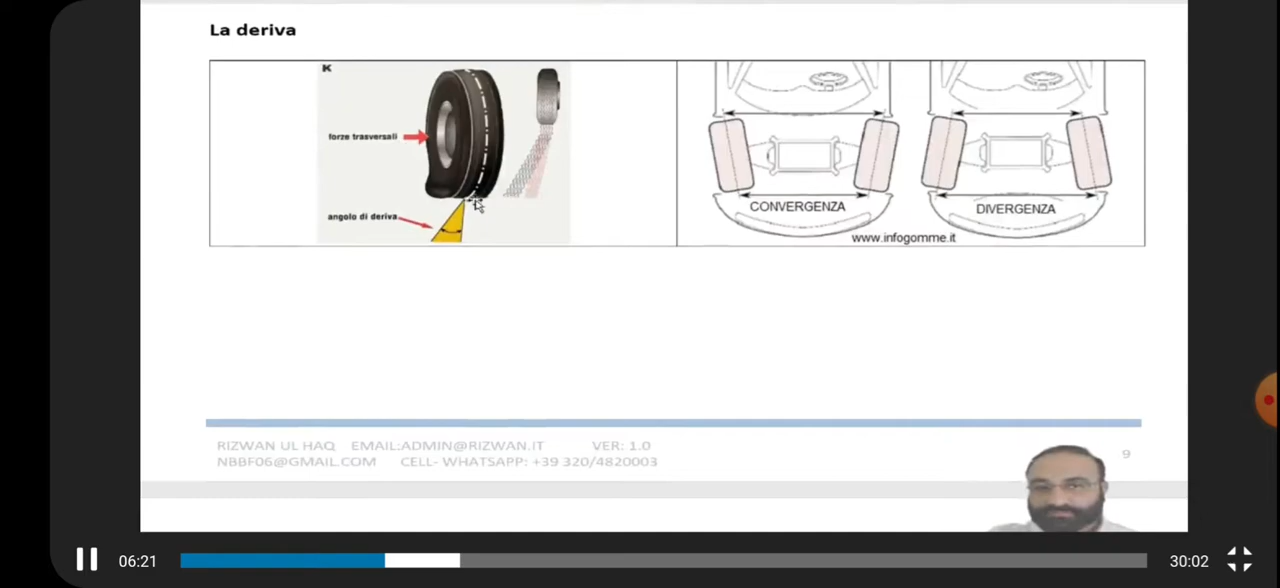 La deriva
K
forze trasversali
angolo di deriva
CONVERGENZA
DIVERGENZA
www.infogomme.it
RIZWAN UL HAQ EMAIL:ADMIN@RIZWAN.IT VER: 1.0
NBBF06@GMAIL.COM CELL- WHATSAPP: +39 320/4820003
9
06:21
30:02